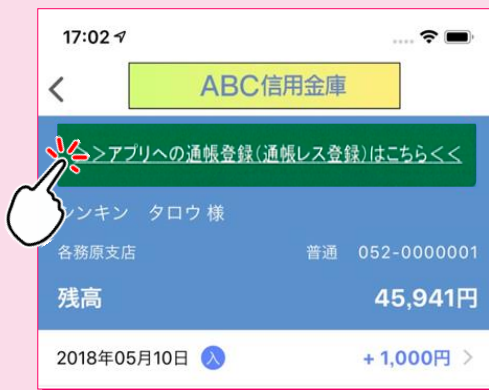 17:02
ABC信用金庫
>アプリへの通帳登録(通帳レス登録)はこちら<<
シンキン タロウ 様
各務原支店 普通 052-0000001
残高 45,941円
2018年05月10日 入 +1,000円 >